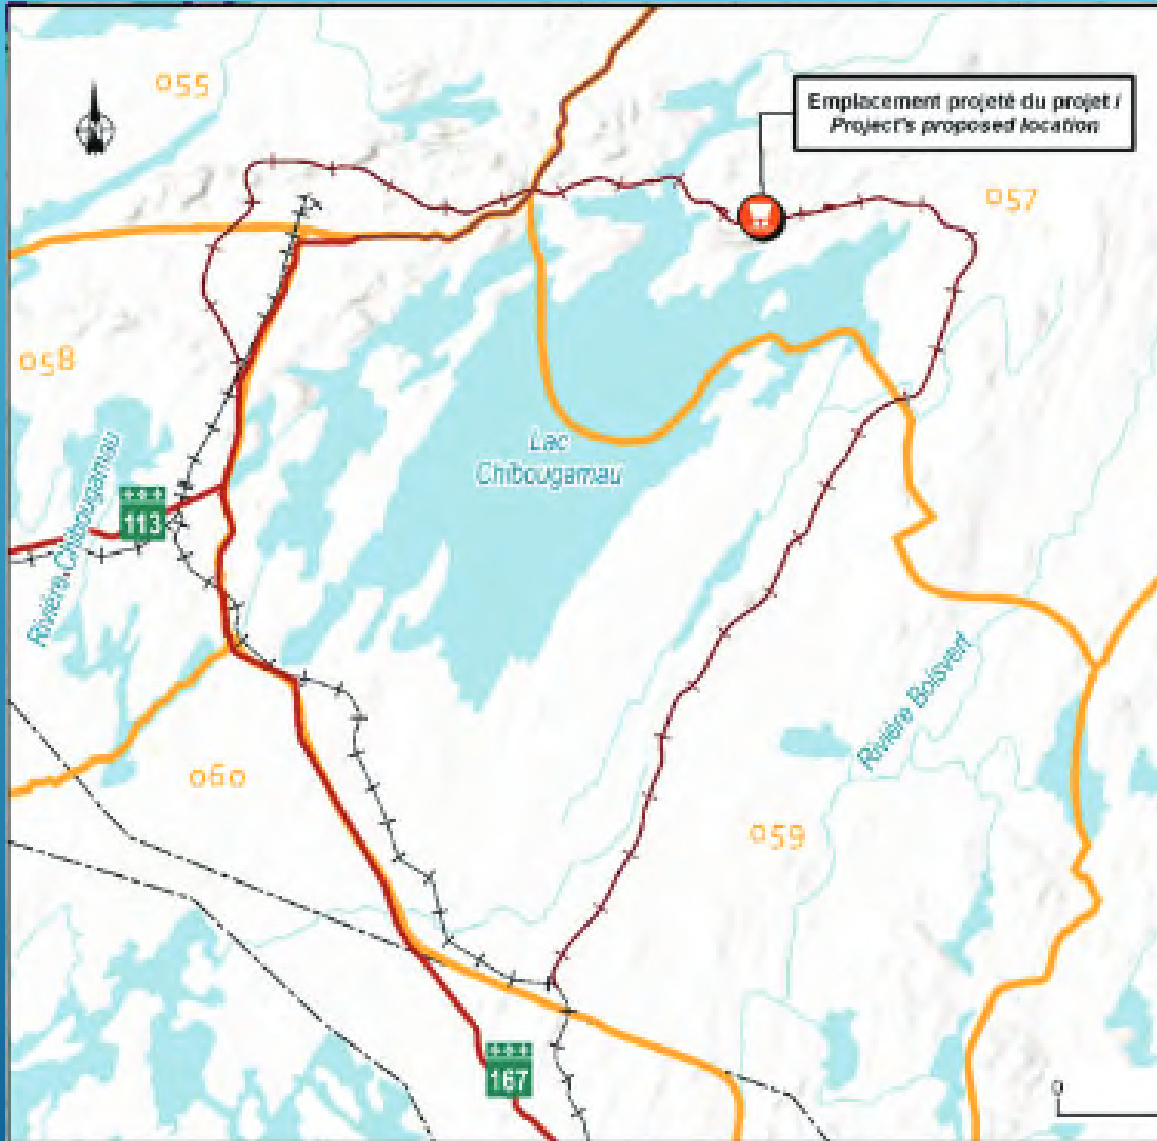 055
Emplacement projeté du projet /
Project's proposed location
057
058
Lac
Chibougamau
Rivière Chibougamau
113
Rivière Boisvert
060
059
167
0